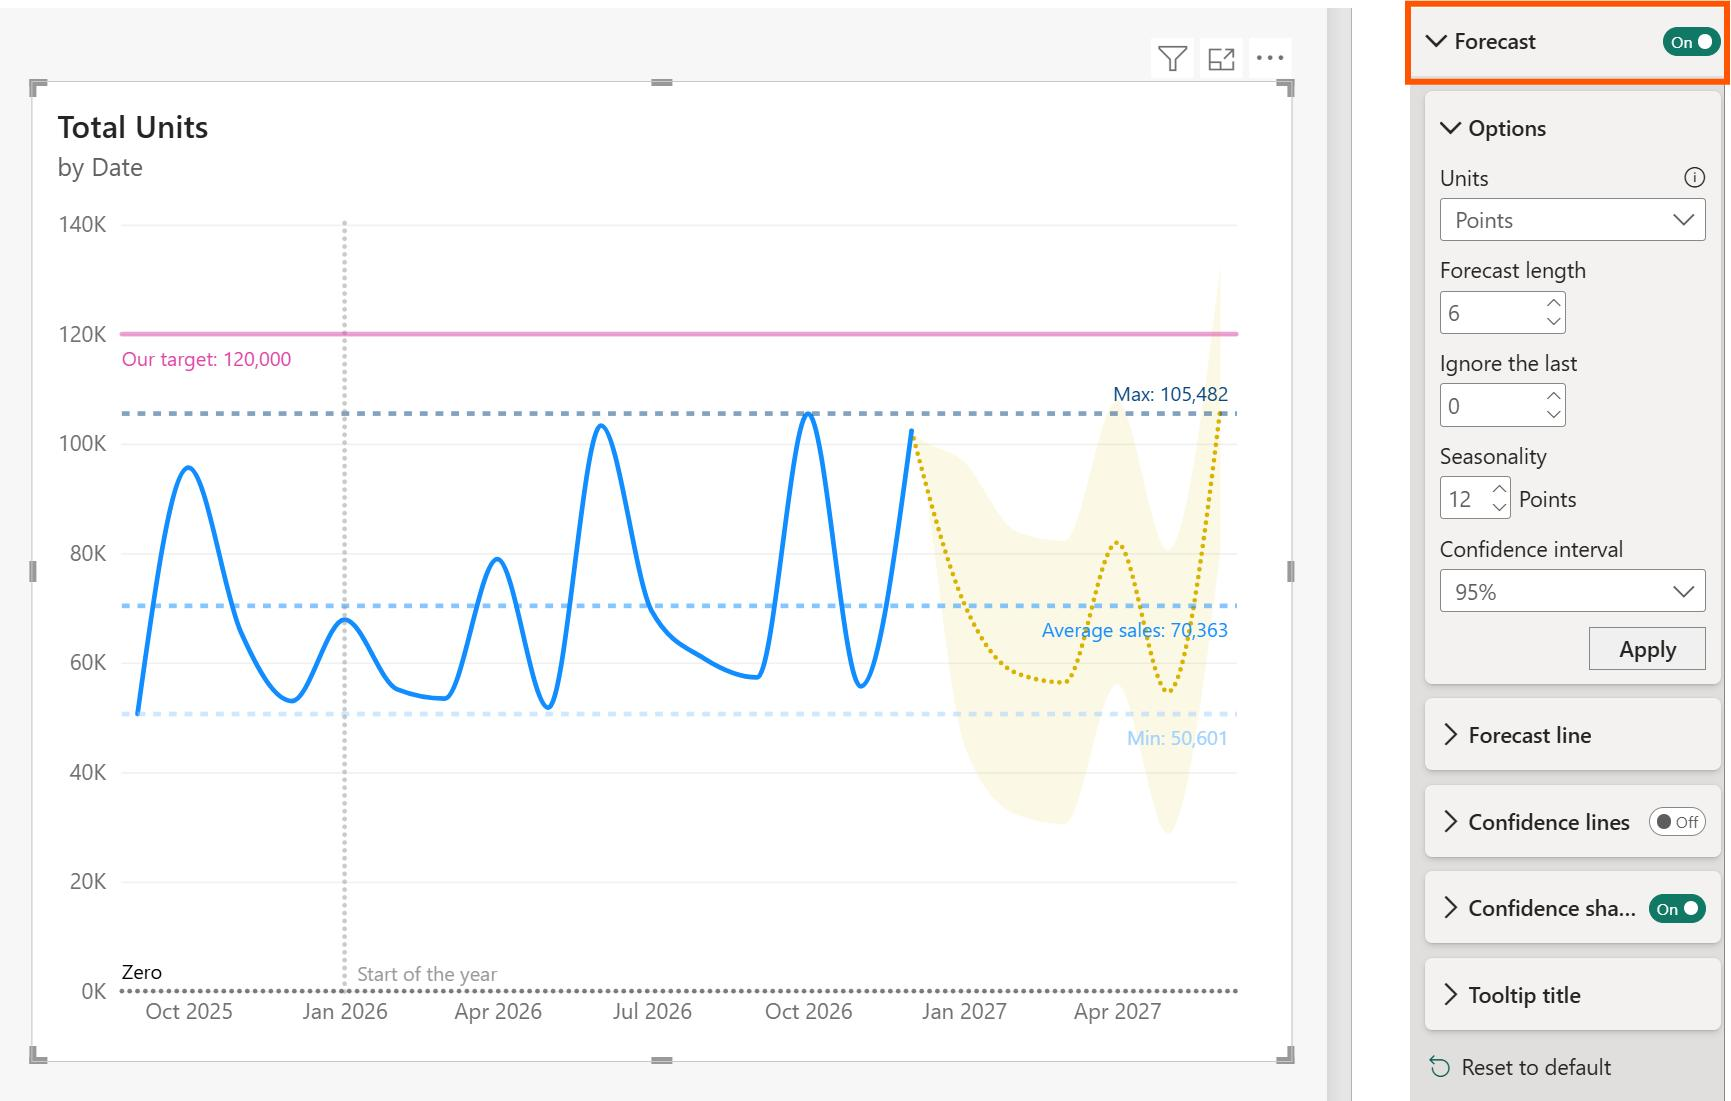 Total Units
by Date
140K
120K
Our target: 120,000
Max: 105,482
100K
80K
Average sales: 70,363
60K
Min: 50,601
40K
20K
Zero
Start of the year
0K
Oct 2025 Jan 2026 Apr 2026 Jul 2026 Oct 2026 Jan 2027 Apr 2027
Forecast On
Options
Units
Points
Forecast length
6
Ignore the last
0
Seasonality
12 Points
Confidence interval
95%
Apply
Forecast line
Confidence lines Off
Confidence sha... On
Tooltip title
Reset to default